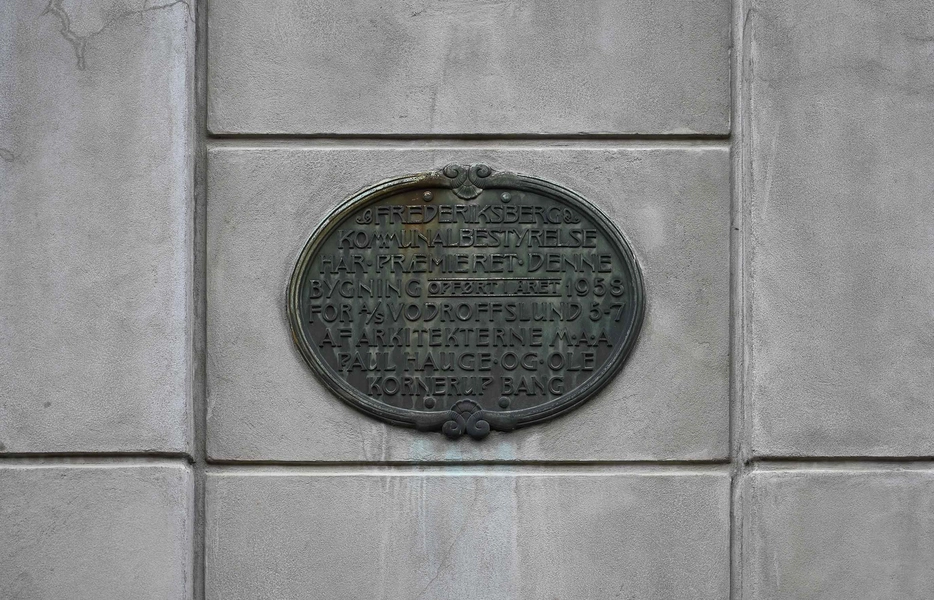 FREDERIKSBERG
KOMMUNALBESTYRELSE
HAR·PRÆMIERET·DENNE
BYGNING OPFØRT I ÅRET 1958
FOR A/S VODROFFSLUND 5-7
AF ARKITEKTERNE M·A·A
PAUL HAUGE·OG·OLE
KORNERUP BANG